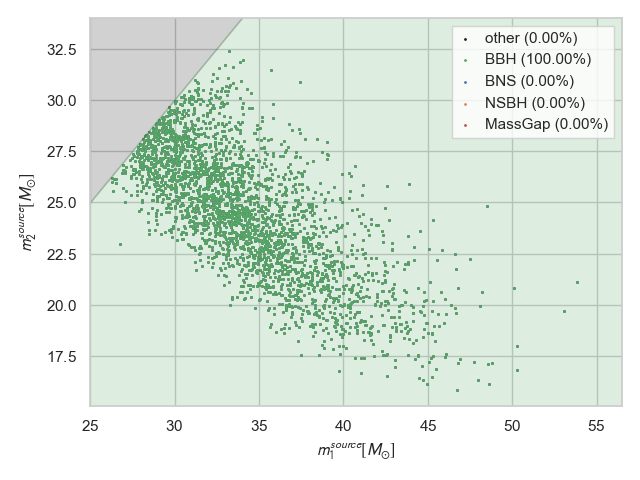 32.5
30.0
27.5
25.0
22.5
20.0
17.5
25 30 35 40 45 50 55
m₂^source [M⊙]
m₁^source [M⊙]
other (0.00%)
BBH (100.00%)
BNS (0.00%)
NSBH (0.00%)
MassGap (0.00%)